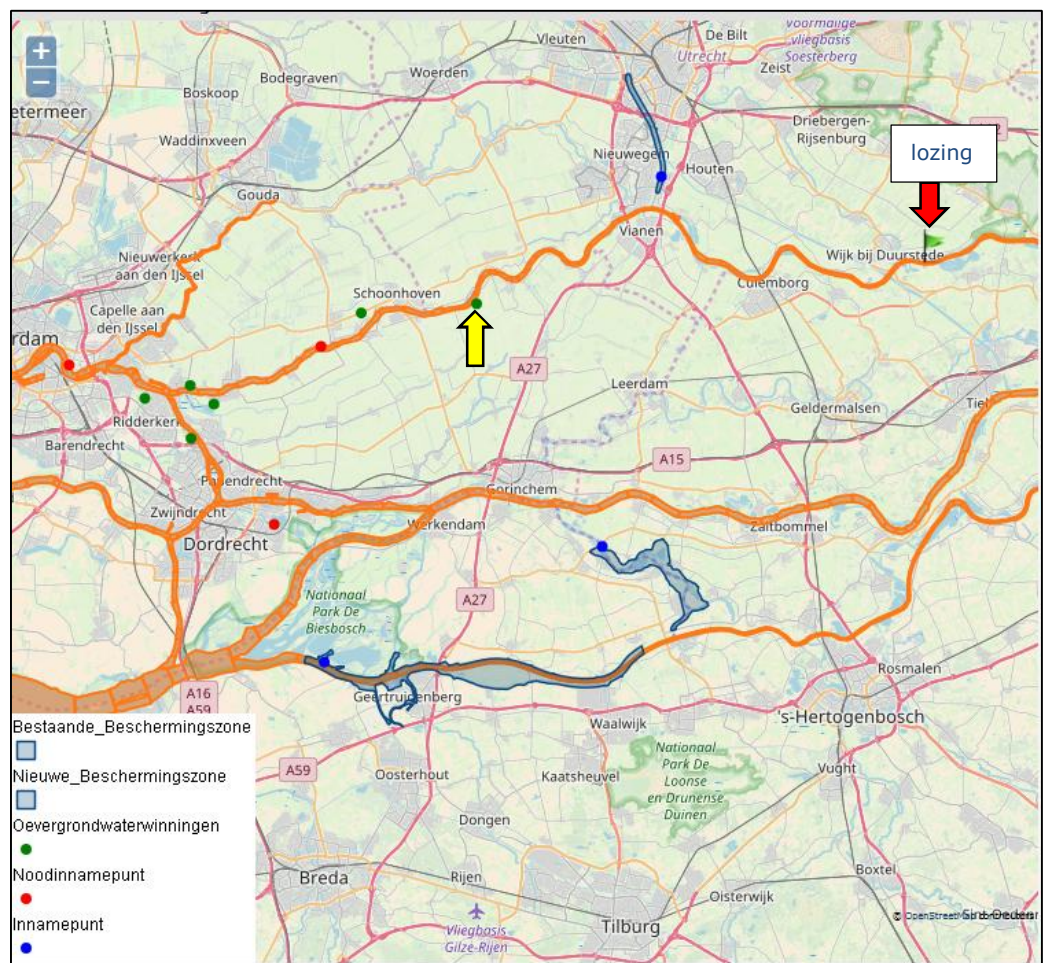 +
−
voormalige
vliegbasis
Soesterberg
De Bilt
Vleuten
Utrecht
Zeist
Woerden
Bodegraven
Boskoop
etermeer
Driebergen-
Rijsenburg
Waddinxveen
lozing
Nieuwegein
Houten
Gouda
Vianen
Wijk bij Duurstede
Nieuwerkerk
aan den IJssel
Culemborg
Schoonhoven
Capelle aan
den IJssel
rdam
A27
Leerdam
Geldermalsen
Tiel
Ridderkerk
Barendrecht
A15
Papendrecht
Gorinchem
Zwijndrecht
Werkendam
Zaltbommel
Dordrecht
Nationaal
Park De
Biesbosch
A27
Rosmalen
A16
A59
Geertruidenberg
Waalwijk
's-Hertogenbosch
Bestaande_Beschermingszone
Nieuwe_Beschermingszone
Oevergrondwaterwinningen
Noodinnamepunt
Innamepunt
A59
Oosterhout
Kaatsheuvel
Nationaal
Park De
Loonse
en Drunense
Duinen
Vught
Dongen
Breda
Rijen
Boxtel
Oisterwijk
Vliegbasis
Gilze-Rijen
Tilburg
© OpenStreetMap contributors